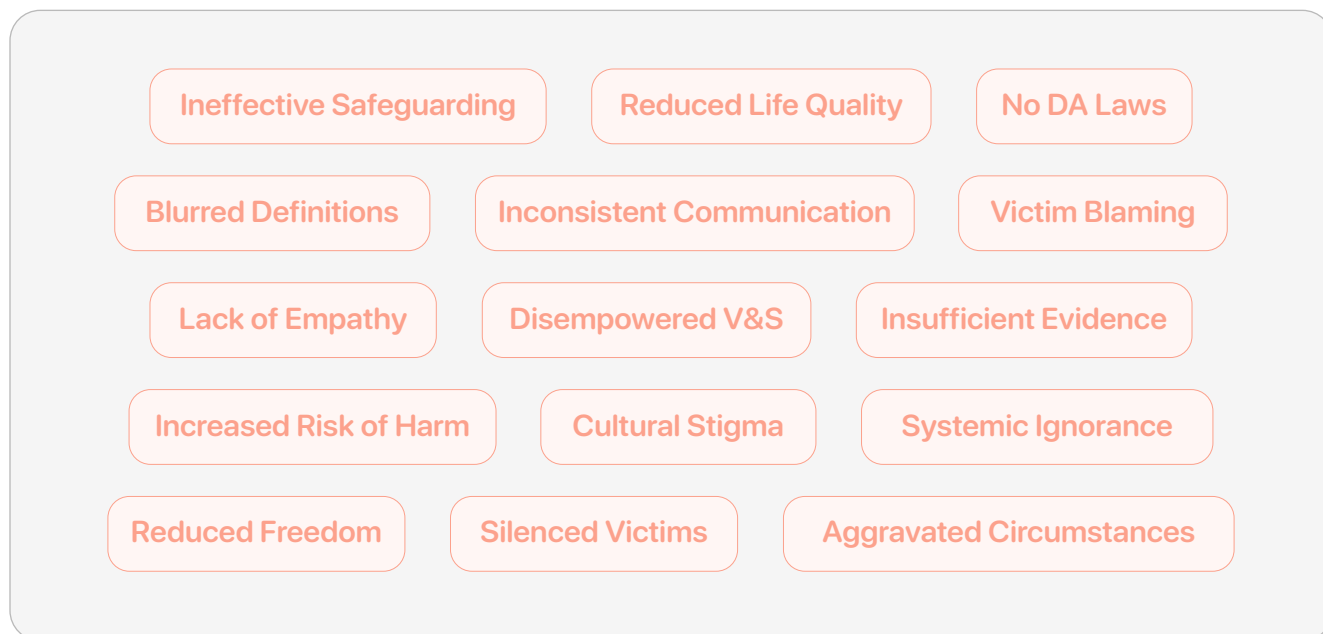 Ineffective Safeguarding
Reduced Life Quality
No DA Laws
Blurred Definitions
Inconsistent Communication
Victim Blaming
Lack of Empathy
Disempowered V&S
Insufficient Evidence
Increased Risk of Harm
Cultural Stigma
Systemic Ignorance
Reduced Freedom
Silenced Victims
Aggravated Circumstances